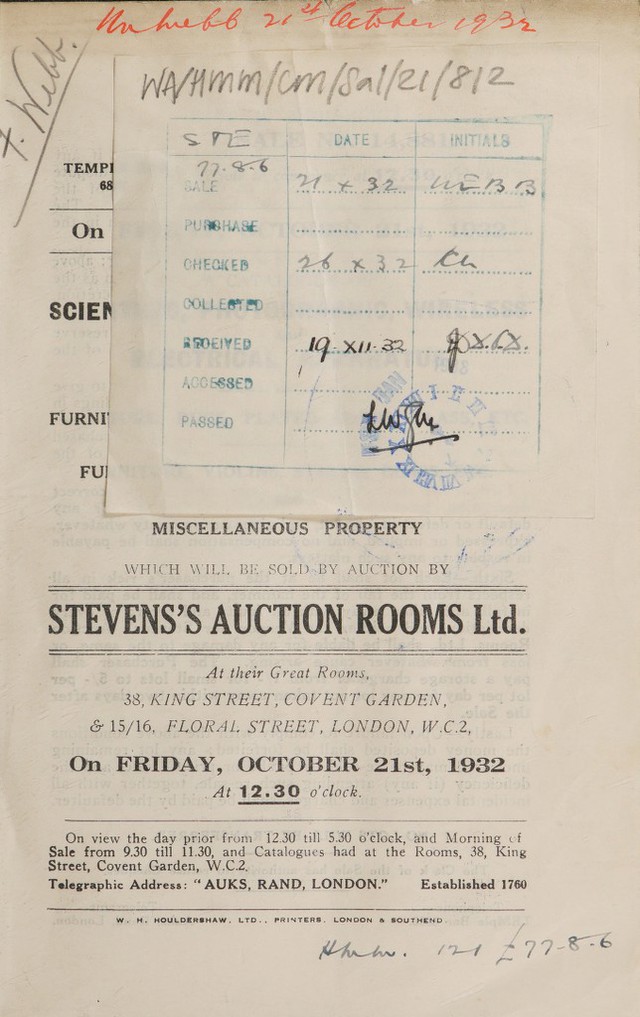 Mr Webb 21st October 1932
F. Webb.
WA/HMM/CM/Sal/21/812
STE DATE INITIALS
77-8-6
SALE 21 X 32 WEBB
PURCHASE
CHECKED 26 X 32
COLLECTED
RECEIVED 19 XII 32
ACCESSED
PASSED
TEMP
68
On
SCIEN
FURNI
FU
MISCELLANEOUS PROPERTY
WHICH WILL BE SOLD BY AUCTION BY
STEVENS'S AUCTION ROOMS Ltd.
At their Great Rooms,
38, KING STREET, COVENT GARDEN,
& 15/16, FLORAL STREET, LONDON, W.C.2,
On FRIDAY, OCTOBER 21st, 1932
At 12.30 o'clock.
On view the day prior from 12.30 till 5.30 o'clock, and Morning of
Sale from 9.30 till 11.30, and Catalogues had at the Rooms, 38, King
Street, Covent Garden, W.C.2.
Telegraphic Address: "AUKS, RAND, LONDON." Established 1760
W. H. HOULDERSHAW, LTD., PRINTERS, LONDON & SOUTHEND.
121 £77-8-6